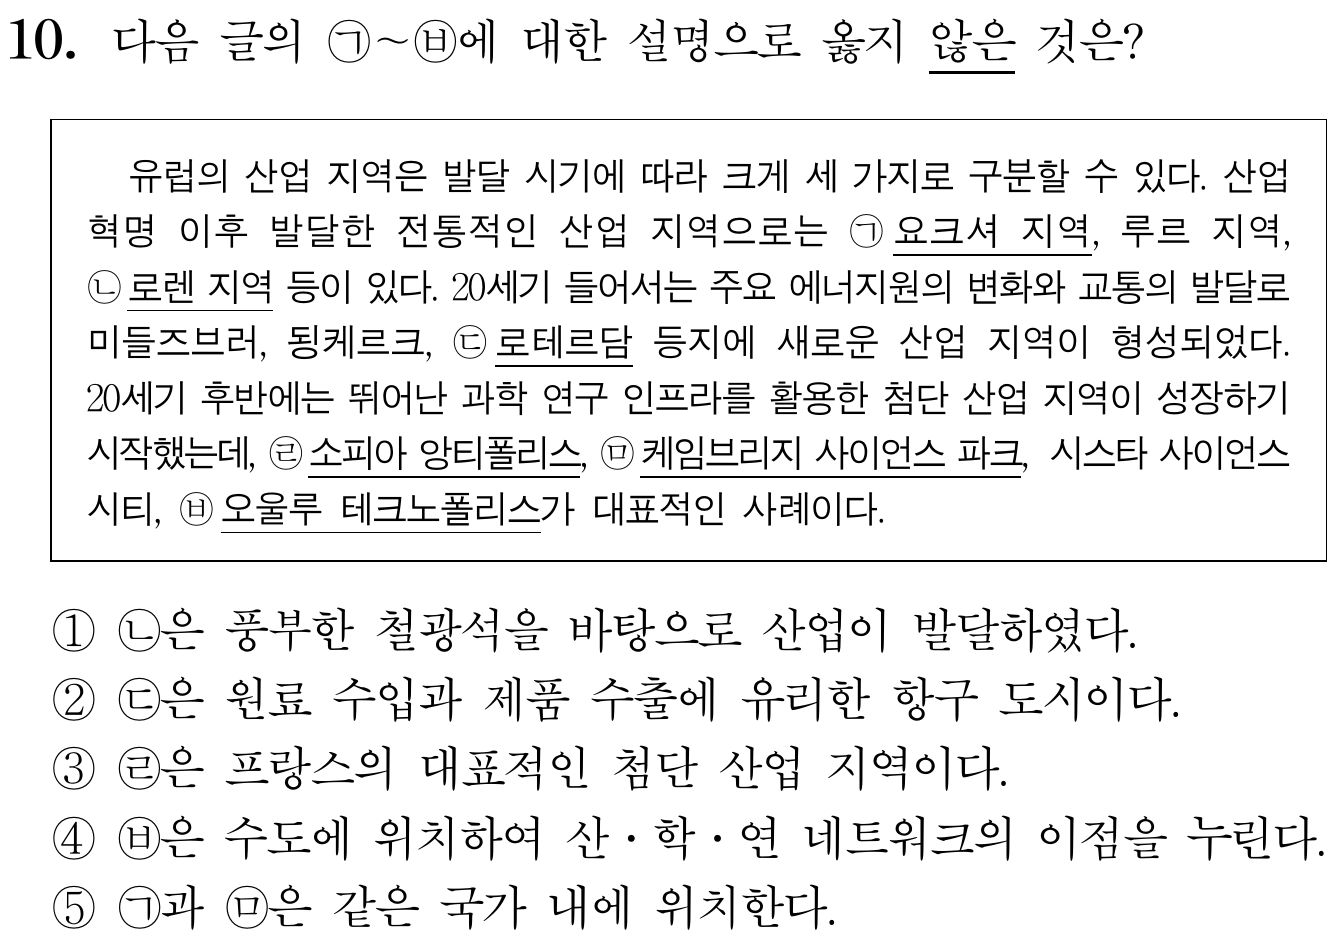 10. 다음 글의 ㉠~㉥에 대한 설명으로 옳지 않은 것은?
유럽의 산업 지역은 발달 시기에 따라 크게 세 가지로 구분할 수 있다. 산업
혁명 이후 발달한 전통적인 산업 지역으로는 ㉠ 요크셔 지역, 루르 지역,
㉡ 로렌 지역 등이 있다. 20세기 들어서는 주요 에너지원의 변화와 교통의 발달로
미들즈브러, 됭케르크, ㉢ 로테르담 등지에 새로운 산업 지역이 형성되었다.
20세기 후반에는 뛰어난 과학 연구 인프라를 활용한 첨단 산업 지역이 성장하기
시작했는데, ㉣ 소피아 앙티폴리스, ㉤ 케임브리지 사이언스 파크, 시스타 사이언스
시티, ㉥ 오울루 테크노폴리스가 대표적인 사례이다.
① ㉡은 풍부한 철광석을 바탕으로 산업이 발달하였다.
② ㉢은 원료 수입과 제품 수출에 유리한 항구 도시이다.
③ ㉣은 프랑스의 대표적인 첨단 산업 지역이다.
④ ㉥은 수도에 위치하여 산·학·연 네트워크의 이점을 누린다.
⑤ ㉠과 ㉤은 같은 국가 내에 위치한다.